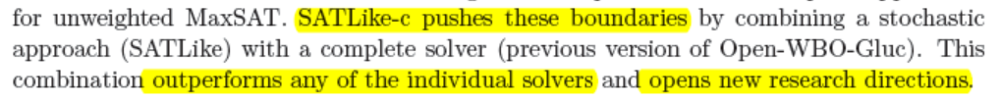 for unweighted MaxSAT. SATLike-c pushes these boundaries by combining a stochastic
approach (SATLike) with a complete solver (previous version of Open-WBO-Gluc). This
combination outperforms any of the individual solvers and opens new research directions.